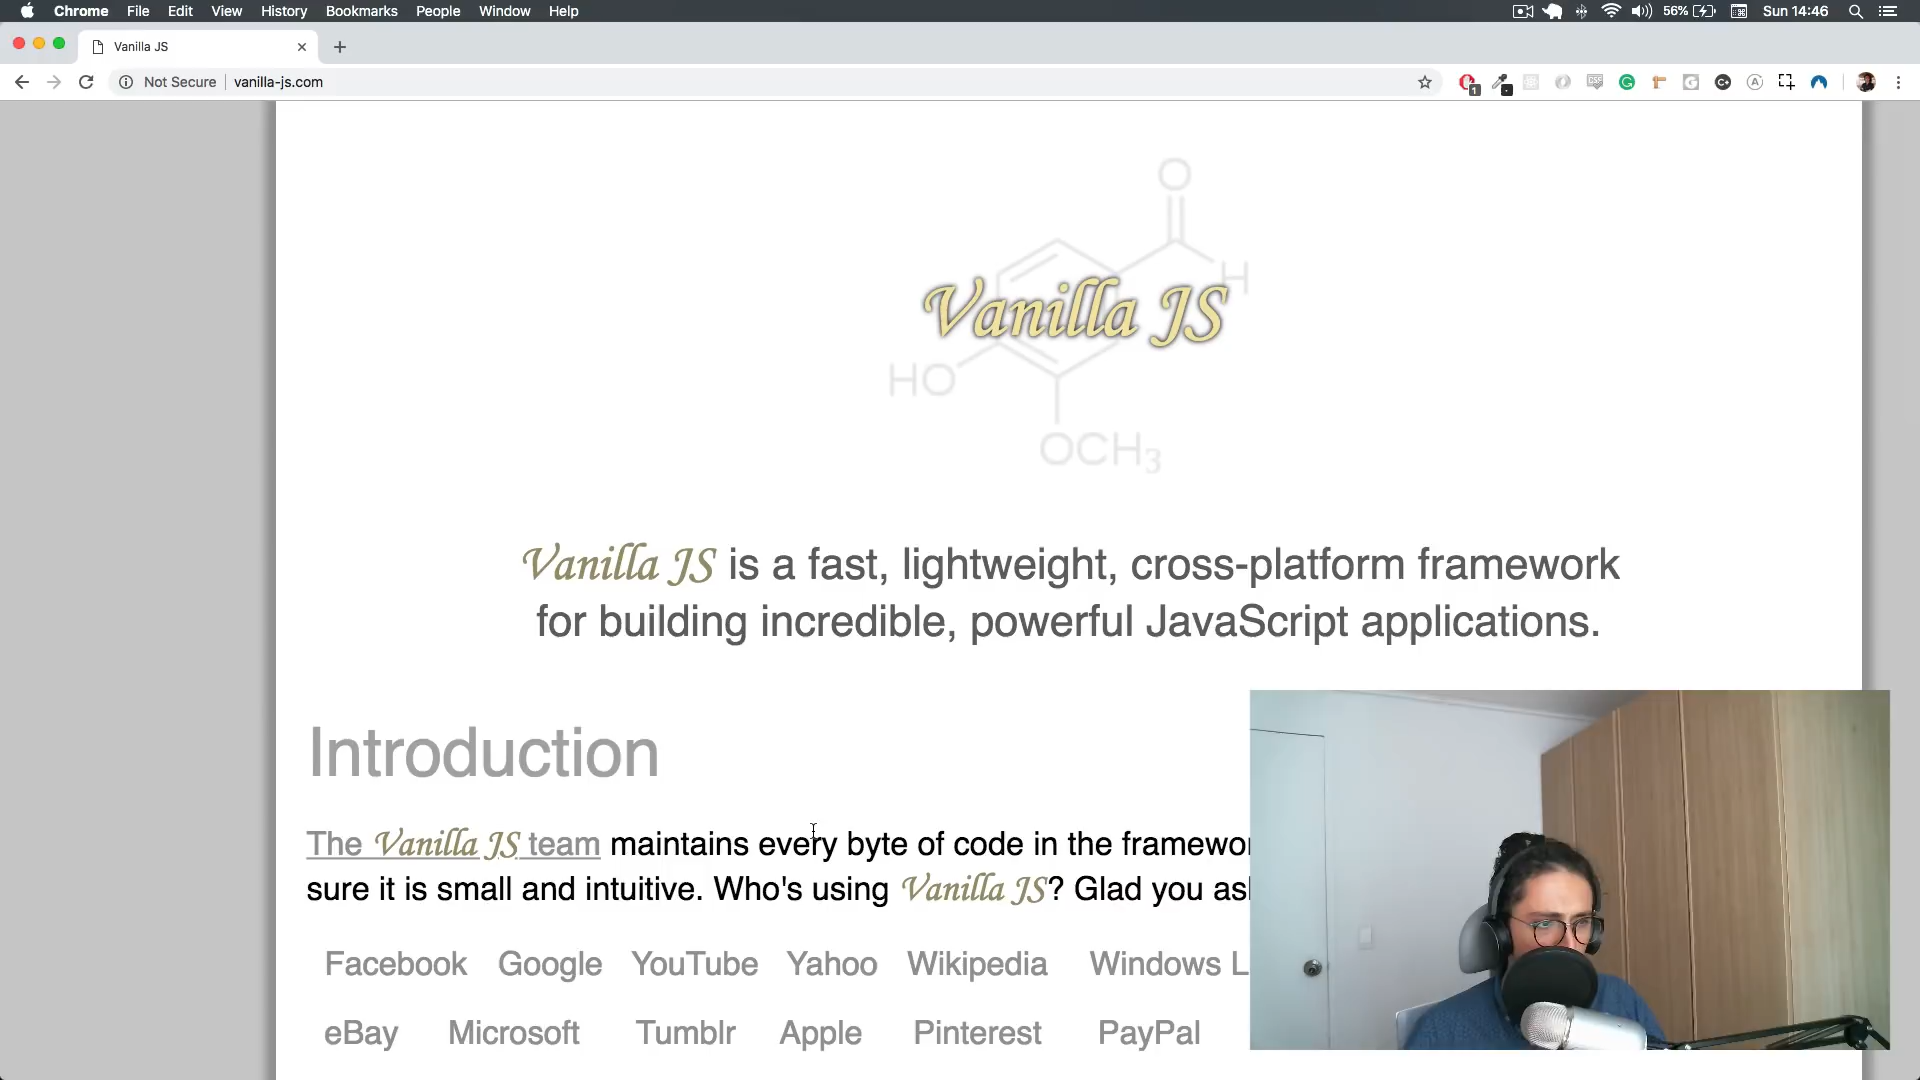 Chrome File Edit View History Bookmarks People Window Help
56%
Sun 14:46
Vanilla JS
Not Secure
vanilla-js.com
1
O
H
Vanilla JS
HO
OCH3
Vanilla JS is a fast, lightweight, cross-platform framework
for building incredible, powerful JavaScript applications.
Introduction
The Vanilla JS team maintains every byte of code in the
sure it is small and intuitive. Who's using Vanilla JS? Glad you
Facebook Google YouTube Yahoo Wikipedia Windows
eBay Microsoft Tumblr Apple Pinterest PayPal